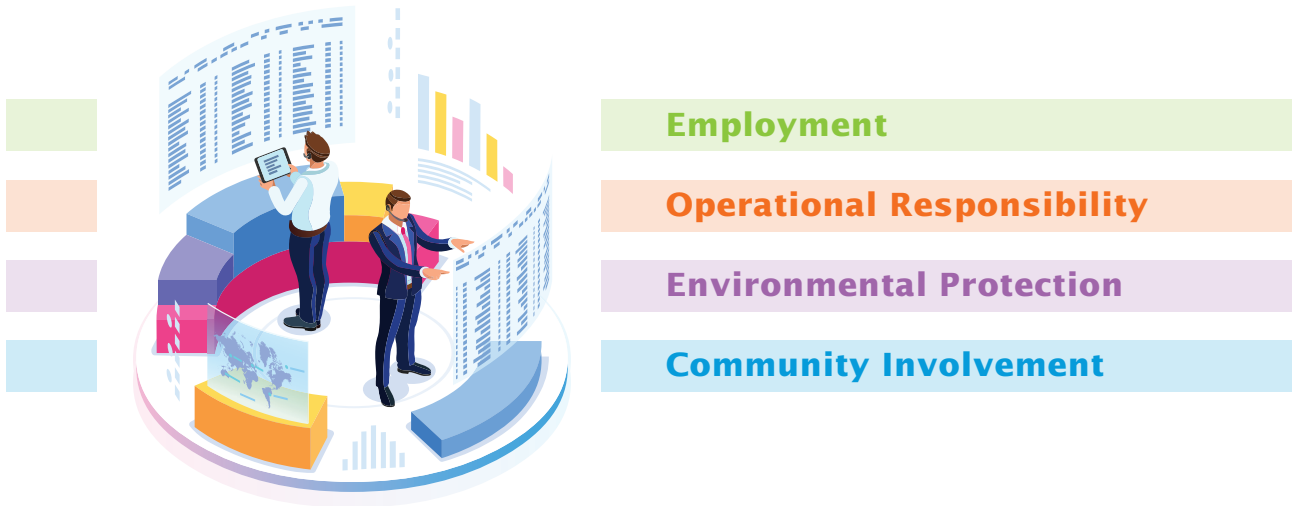 Employment
Operational Responsibility
Environmental Protection
Community Involvement